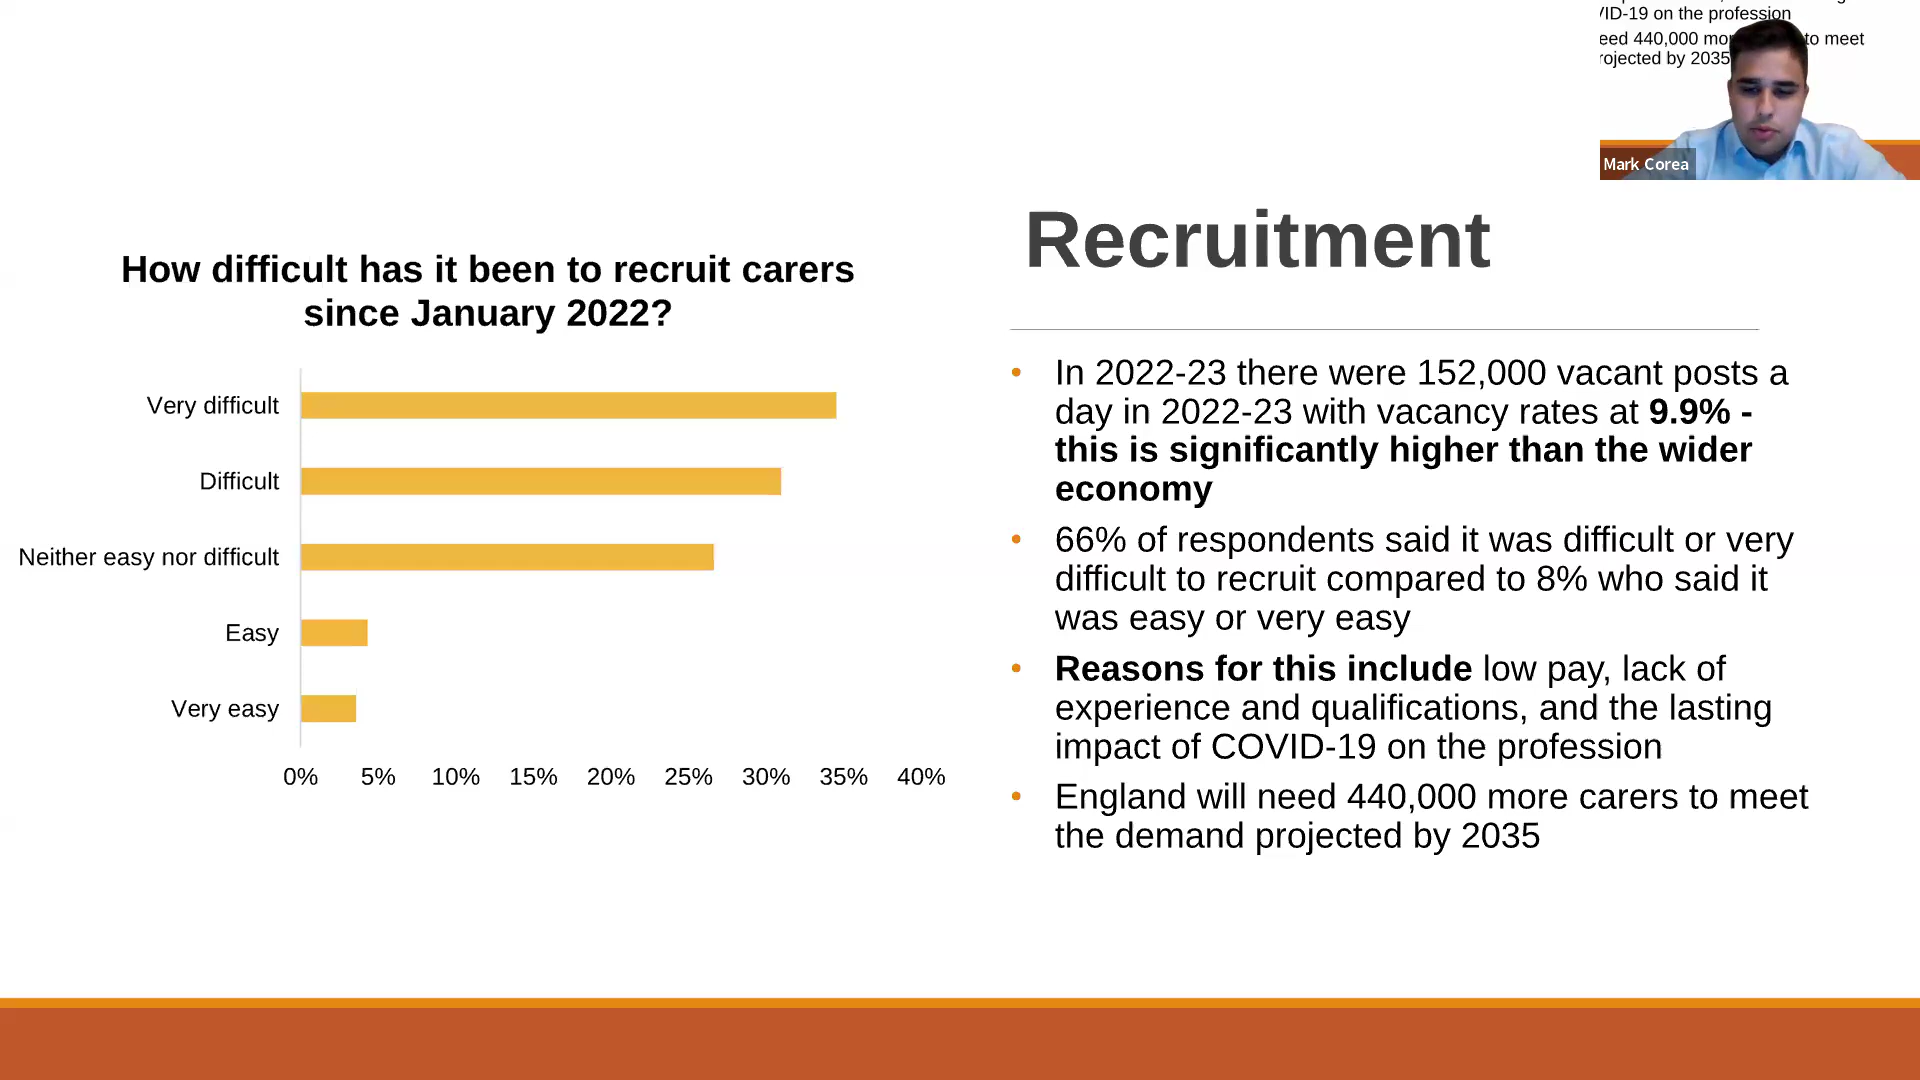 VID-19 on the profession
eed 440,000 to meet
rojected by 2035
Mark Corea
Recruitment
How difficult has it been to recruit carers
since January 2022?
Very difficult
Difficult
Neither easy nor difficult
Easy
Very easy
0% 5% 10% 15% 20% 25% 30% 35% 40%
• In 2022-23 there were 152,000 vacant posts a
day in 2022-23 with vacancy rates at 9.9% -
this is significantly higher than the wider
economy
• 66% of respondents said it was difficult or very
difficult to recruit compared to 8% who said it
was easy or very easy
• Reasons for this include low pay, lack of
experience and qualifications, and the lasting
impact of COVID-19 on the profession
• England will need 440,000 more carers to meet
the demand projected by 2035